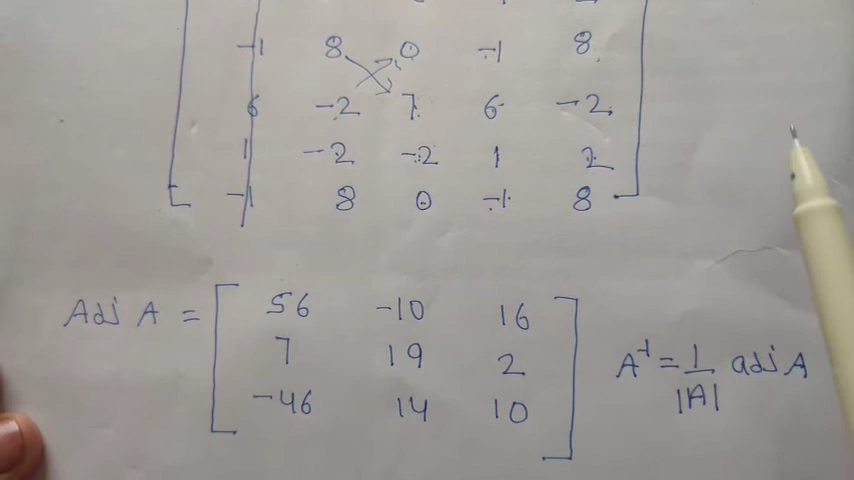 -1 8 0 -1 8
6 -2 7 6 -2
1 -2 -2 1 2
-1 8 0 -1 8
Adj A = [ 56 -10 16
7 19 2
-46 14 10 ]
A⁻¹ = 1/|A| adj A